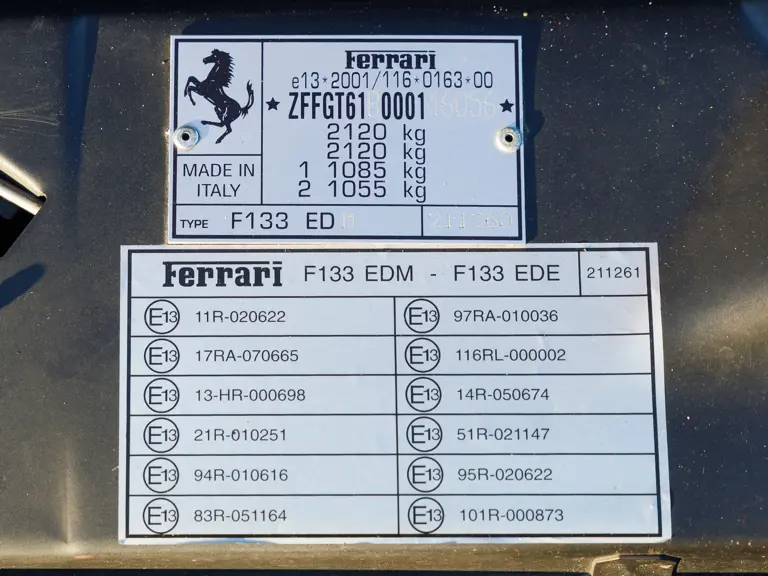 Ferrari
e13*2001/116*0163*00
ZFFGT61 0001
2120 kg
2120 kg
MADE IN
ITALY
1 1085 kg
2 1055 kg
TYPE F133 ED
Ferrari F133 EDM - F133 EDE 211261
E13 11R-020622 E13 97RA-010036
E13 17RA-070665 E13 116RL-000002
E13 13-HR-000698 E13 14R-050674
E13 21R-010251 E13 51R-021147
E13 94R-010616 E13 95R-020622
E13 83R-051164 E13 101R-000873